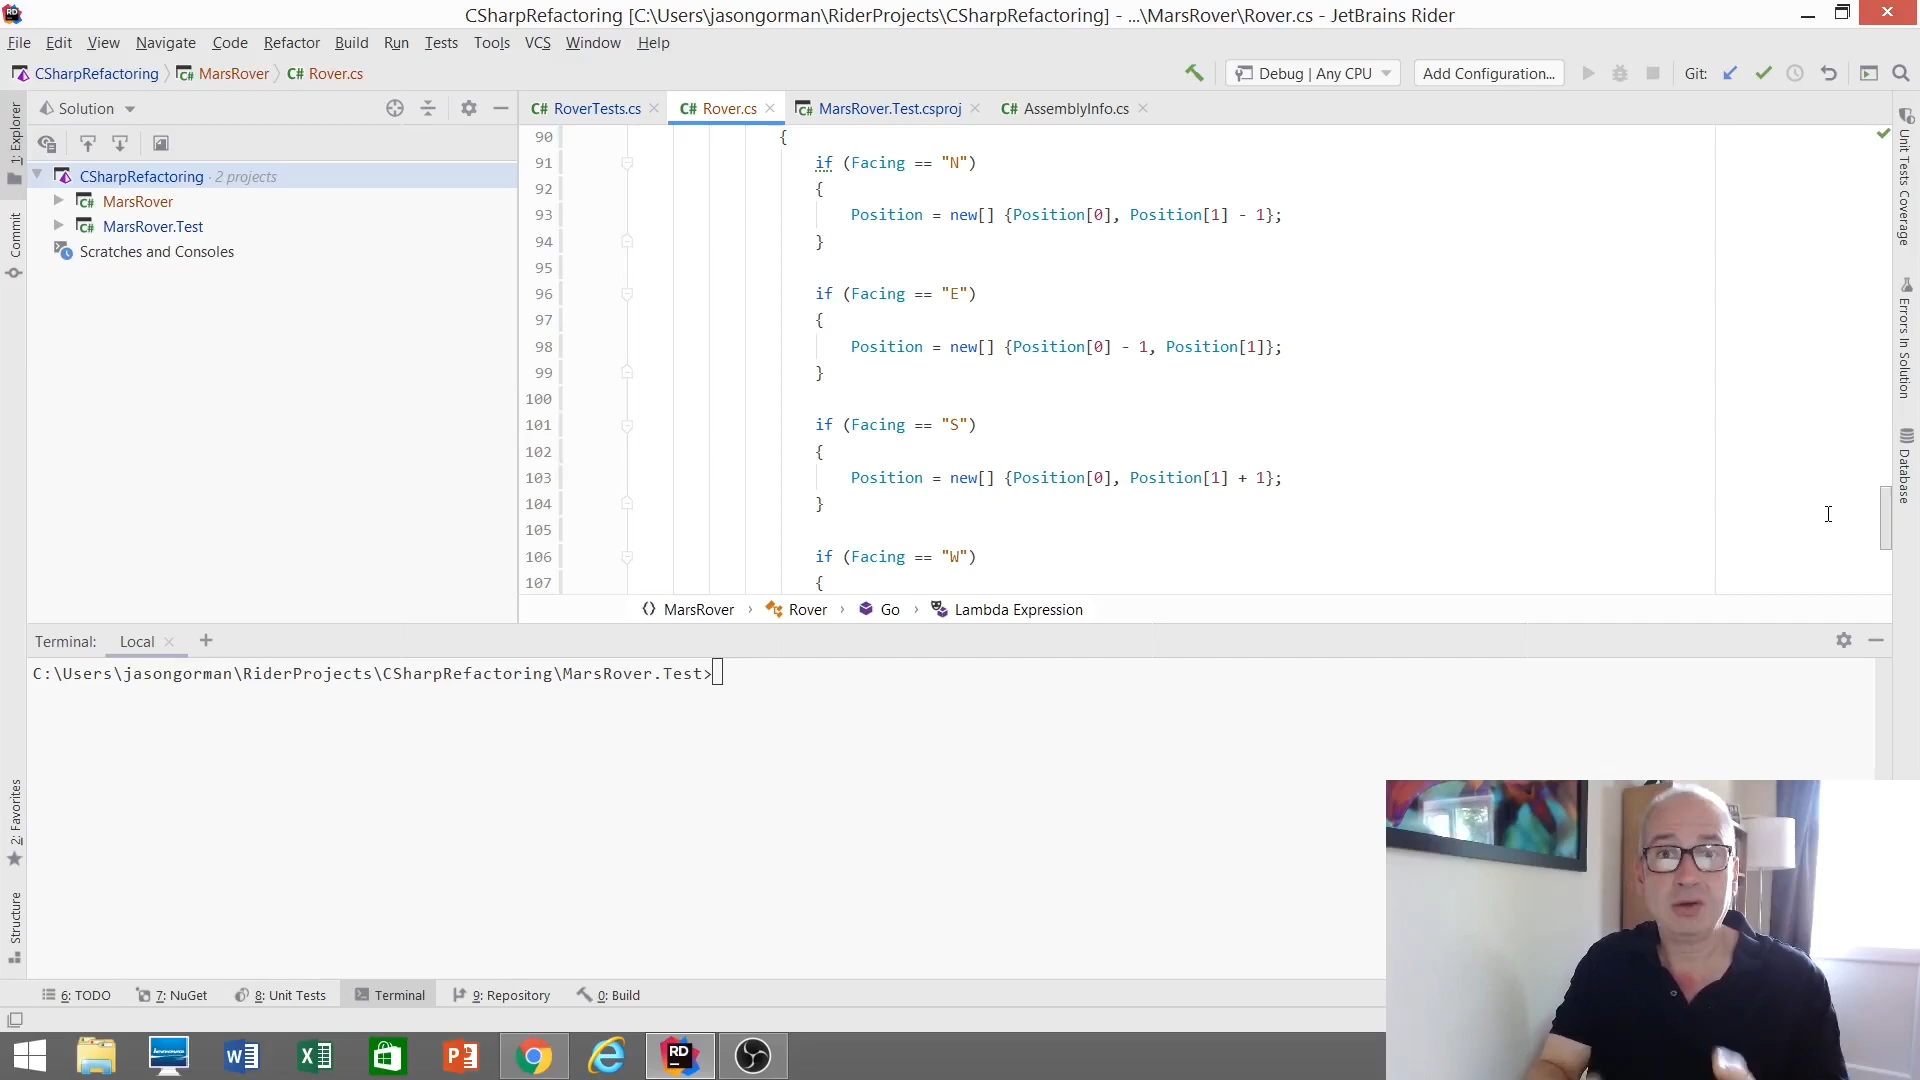 CSharpRefactoring [C:\Users\jasongorman\RiderProjects\CSharpRefactoring] - ...\MarsRover\Rover.cs - JetBrains Rider
File Edit View Navigate Code Refactor Build Run Tests Tools VCS Window Help
CSharpRefactoring MarsRover C# Rover.cs
Debug | Any CPU Add Configuration... Git:
Solution
C# RoverTests.cs C# Rover.cs MarsRover.Test.csproj C# AssemblyInfo.cs
1: Explorer
Commit
2: Favorites
Structure
CSharpRefactoring · 2 projects
MarsRover
MarsRover.Test
Scratches and Consoles
90 {
91 if (Facing == "N")
92 {
93 Position = new[] {Position[0], Position[1] - 1};
94 }
95
96 if (Facing == "E")
97 {
98 Position = new[] {Position[0] - 1, Position[1]};
99 }
100
101 if (Facing == "S")
102 {
103 Position = new[] {Position[0], Position[1] + 1};
104 }
105
106 if (Facing == "W")
107 {
MarsRover › Rover › Go › Lambda Expression
Unit Tests Coverage
Errors In Solution
Database
Terminal: Local +
C:\Users\jasongorman\RiderProjects\CSharpRefactoring\MarsRover.Test>
6: TODO 7: NuGet 8: Unit Tests Terminal 9: Repository 0: Build